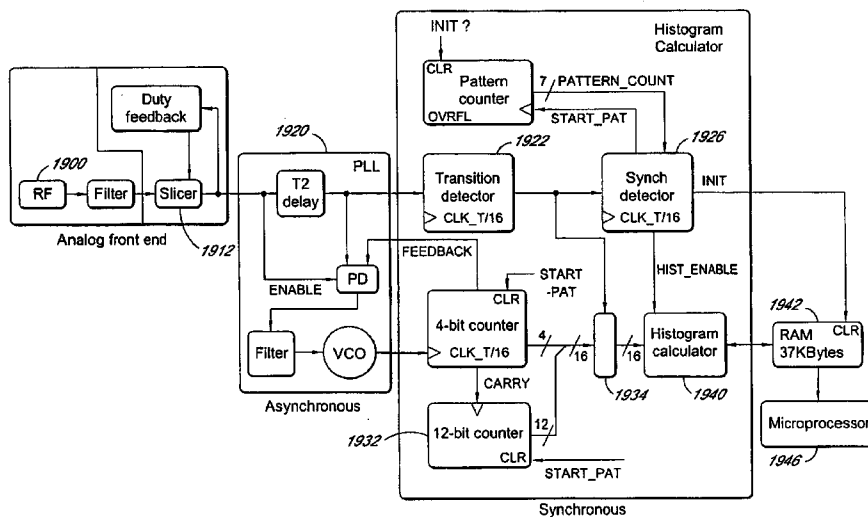 INIT ?
Histogram
Calculator
CLR
Pattern
counter
OVRFL
7
PATTERN_COUNT
START_PAT
Duty
feedback
1900
RF
Filter
Slicer
Analog front end
1912
1920
PLL
T2
delay
ENABLE
PD
Filter
VCO
Asynchronous
1922
Transition
detector
CLK_T/16
1926
Synch
detector
CLK_T/16
INIT
FEEDBACK
START
-PAT
HIST_ENABLE
CLR
4-bit counter
CLK_T/16
4
16
16
1934
Histogram
calculator
1940
1942
RAM
CLR
37KBytes
CARRY
1932
12-bit counter
12
CLR
START_PAT
Microprocessor
1946
Synchronous